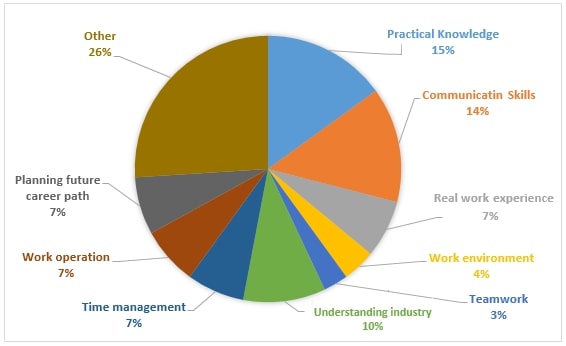 Practical Knowledge
15%
Communicatin Skills
14%
Real work experience
7%
Work environment
4%
Teamwork
3%
Understanding industry
10%
Time management
7%
Work operation
7%
Planning future
career path
7%
Other
26%